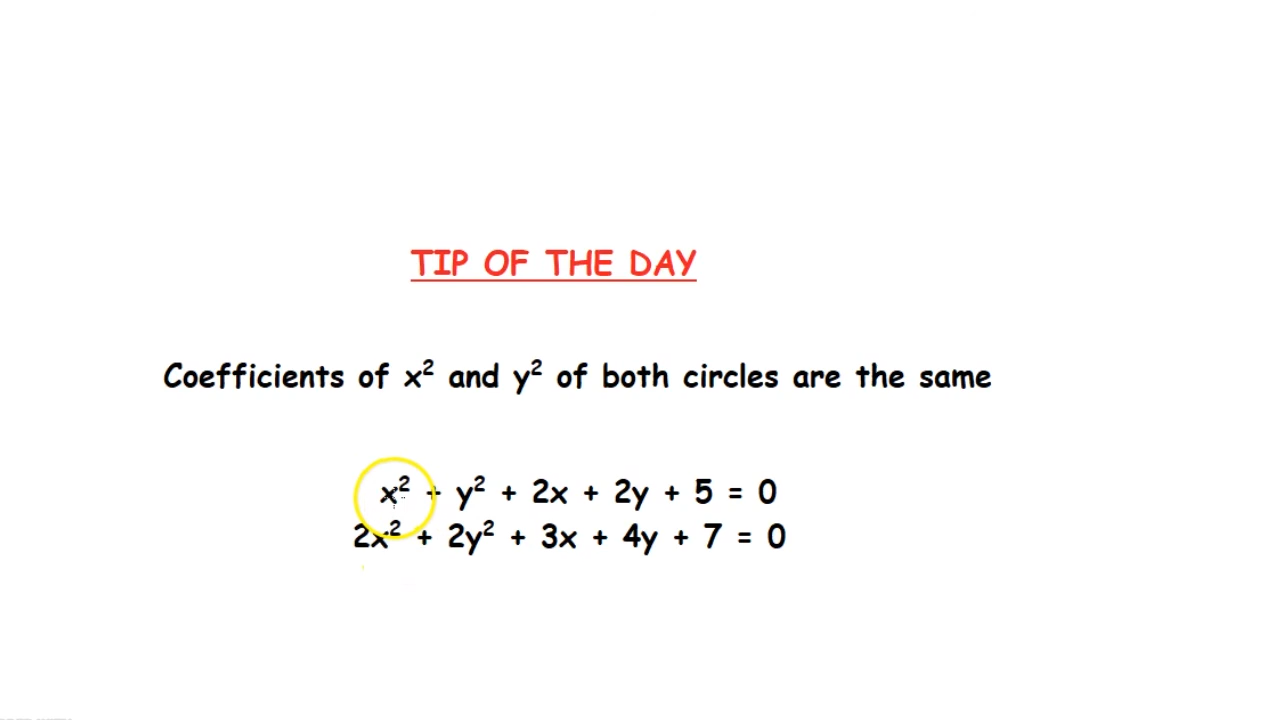 TIP OF THE DAY
Coefficients of x² and y² of both circles are the same
x² + y² + 2x + 2y + 5 = 0
2x² + 2y² + 3x + 4y + 7 = 0